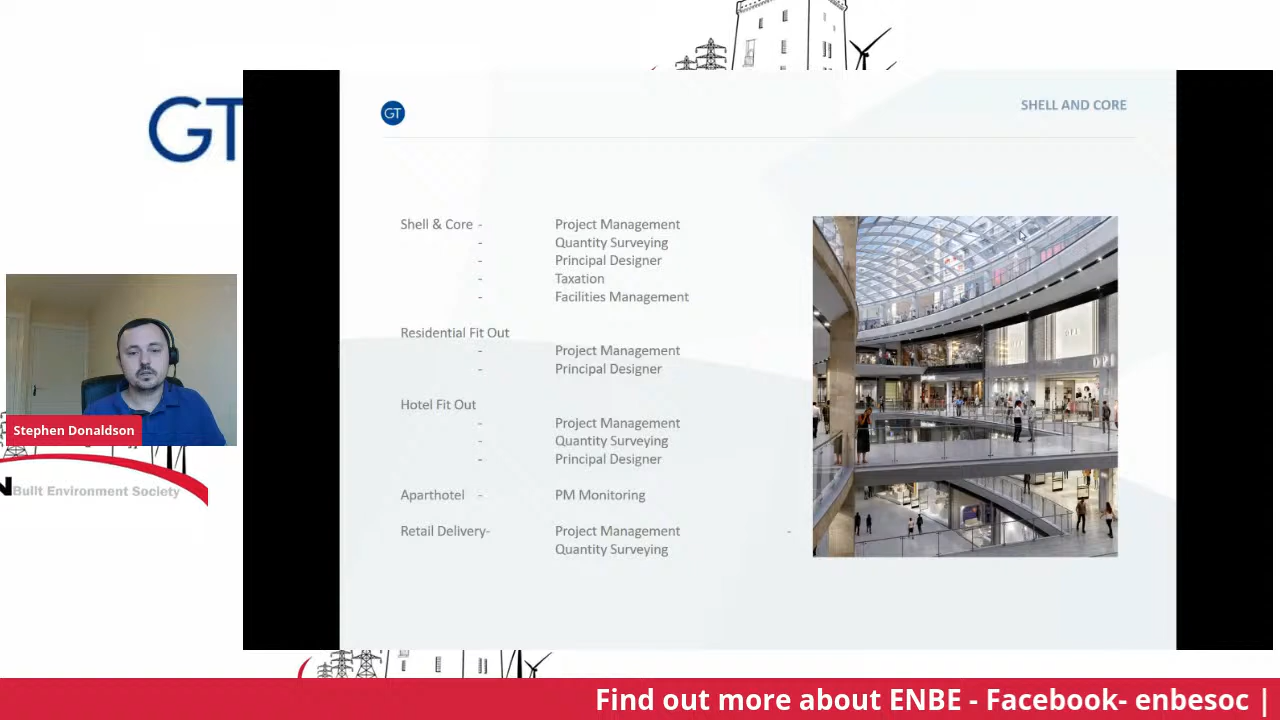 GT
GT
SHELL AND CORE
Shell & Core - Project Management
- Quantity Surveying
- Principal Designer
- Taxation
- Facilities Management
Residential Fit Out
- Project Management
- Principal Designer
Hotel Fit Out
- Project Management
- Quantity Surveying
- Principal Designer
Aparthotel - PM Monitoring
Retail Delivery- Project Management -
Quantity Surveying
Stephen Donaldson
N Built Environment Society
Find out more about ENBE - Facebook- enbesoc |